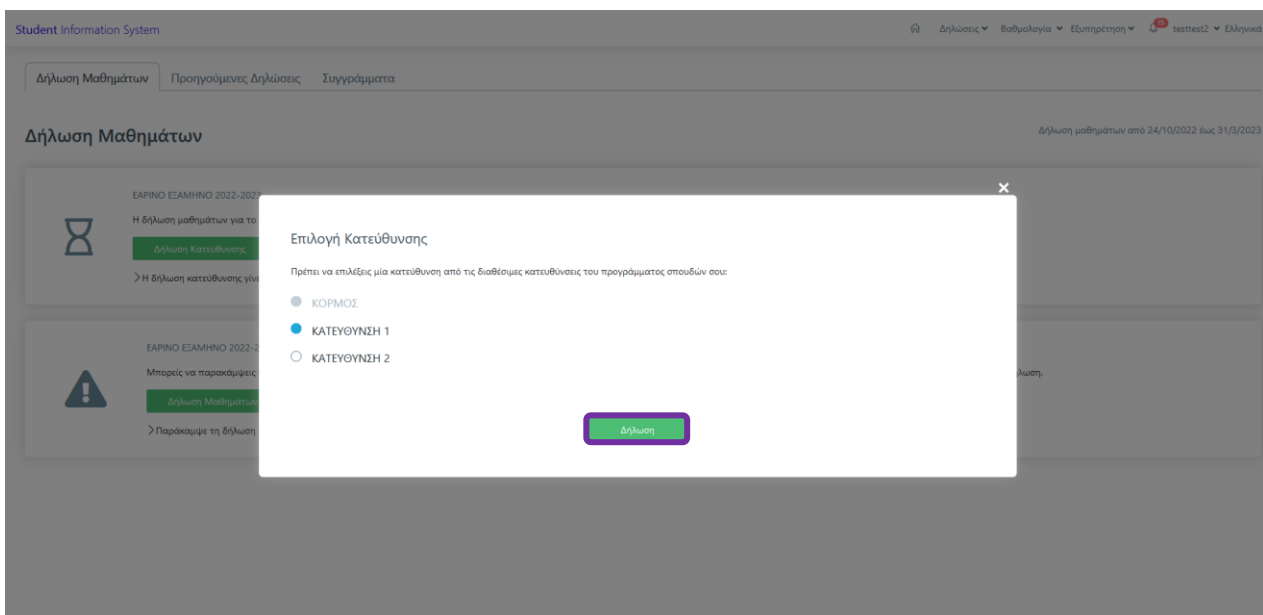 Student Information System
Δηλώσεις Βαθμολογία Εξυπηρέτηση testtest2 Ελληνικά
Δήλωση Μαθημάτων Προηγούμενες Δηλώσεις Συγγράμματα
Δήλωση Μαθημάτων
Δήλωση μαθημάτων από 24/10/2022 έως 31/3/2023
ΕΑΡΙΝΟ ΕΞΑΜΗΝΟ 2022-2023
Η δήλωση μαθημάτων για το
Δήλωση Κατεύθυνσης
Η δήλωση κατεύθυνσης γίνε
Επιλογή Κατεύθυνσης
Πρέπει να επιλέξεις μία κατεύθυνση από τις διαθέσιμες κατευθύνσεις του προγράμματος σπουδών σου:
ΚΟΡΜΟΣ
ΚΑΤΕΥΘΥΝΣΗ 1
ΚΑΤΕΥΘΥΝΣΗ 2
Δήλωση
ΕΑΡΙΝΟ ΕΞΑΜΗΝΟ 2022-2
Μπορείς να παρακάμψεις
λωση.
Δήλωση Μαθημάτων
Παράκαμψε τη δήλωση